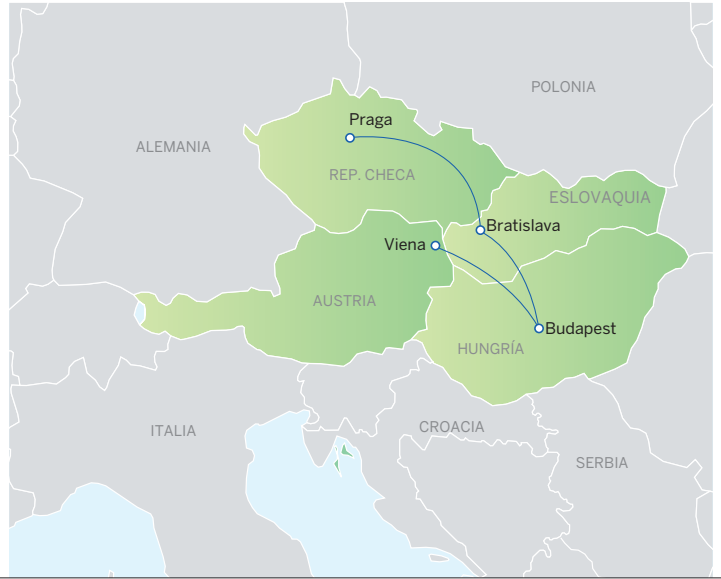 POLONIA
Praga
ALEMANIA
REP. CHECA
ESLOVAQUIA
Bratislava
Viena
AUSTRIA
Budapest
HUNGRÍA
CROACIA
ITALIA
SERBIA